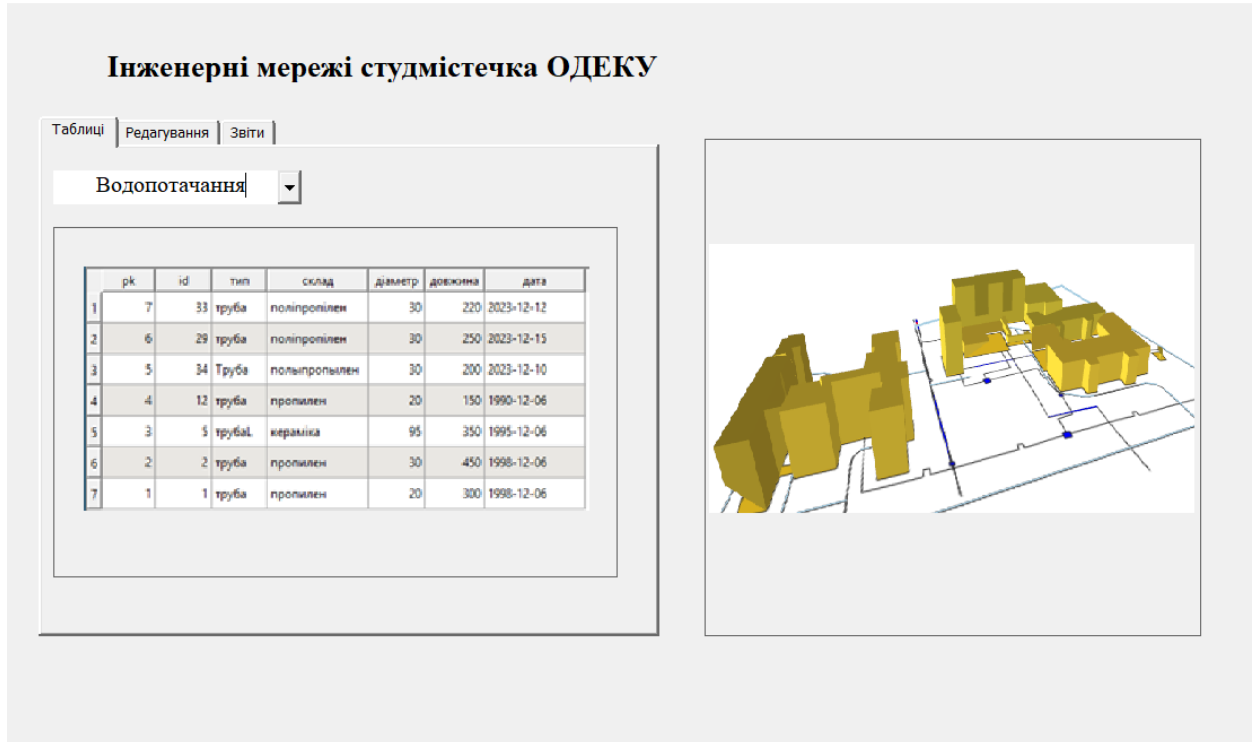 Інженерні мережі студмістечка ОДЕКУ
Таблиці Редагування Звіти
Водопотачання
pk id тип склад діаметр довжина дата
1 7 33 труба поліпропілен 30 220 2023-12-12
2 6 29 труба поліпропілен 30 250 2023-12-15
3 5 34 Труба полыпропылен 30 200 2023-12-10
4 4 12 труба пропилен 20 150 1990-12-06
5 3 5 трубаL кераміка 95 350 1995-12-06
6 2 2 труба пропилен 30 450 1998-12-06
7 1 1 труба пропилен 20 300 1998-12-06